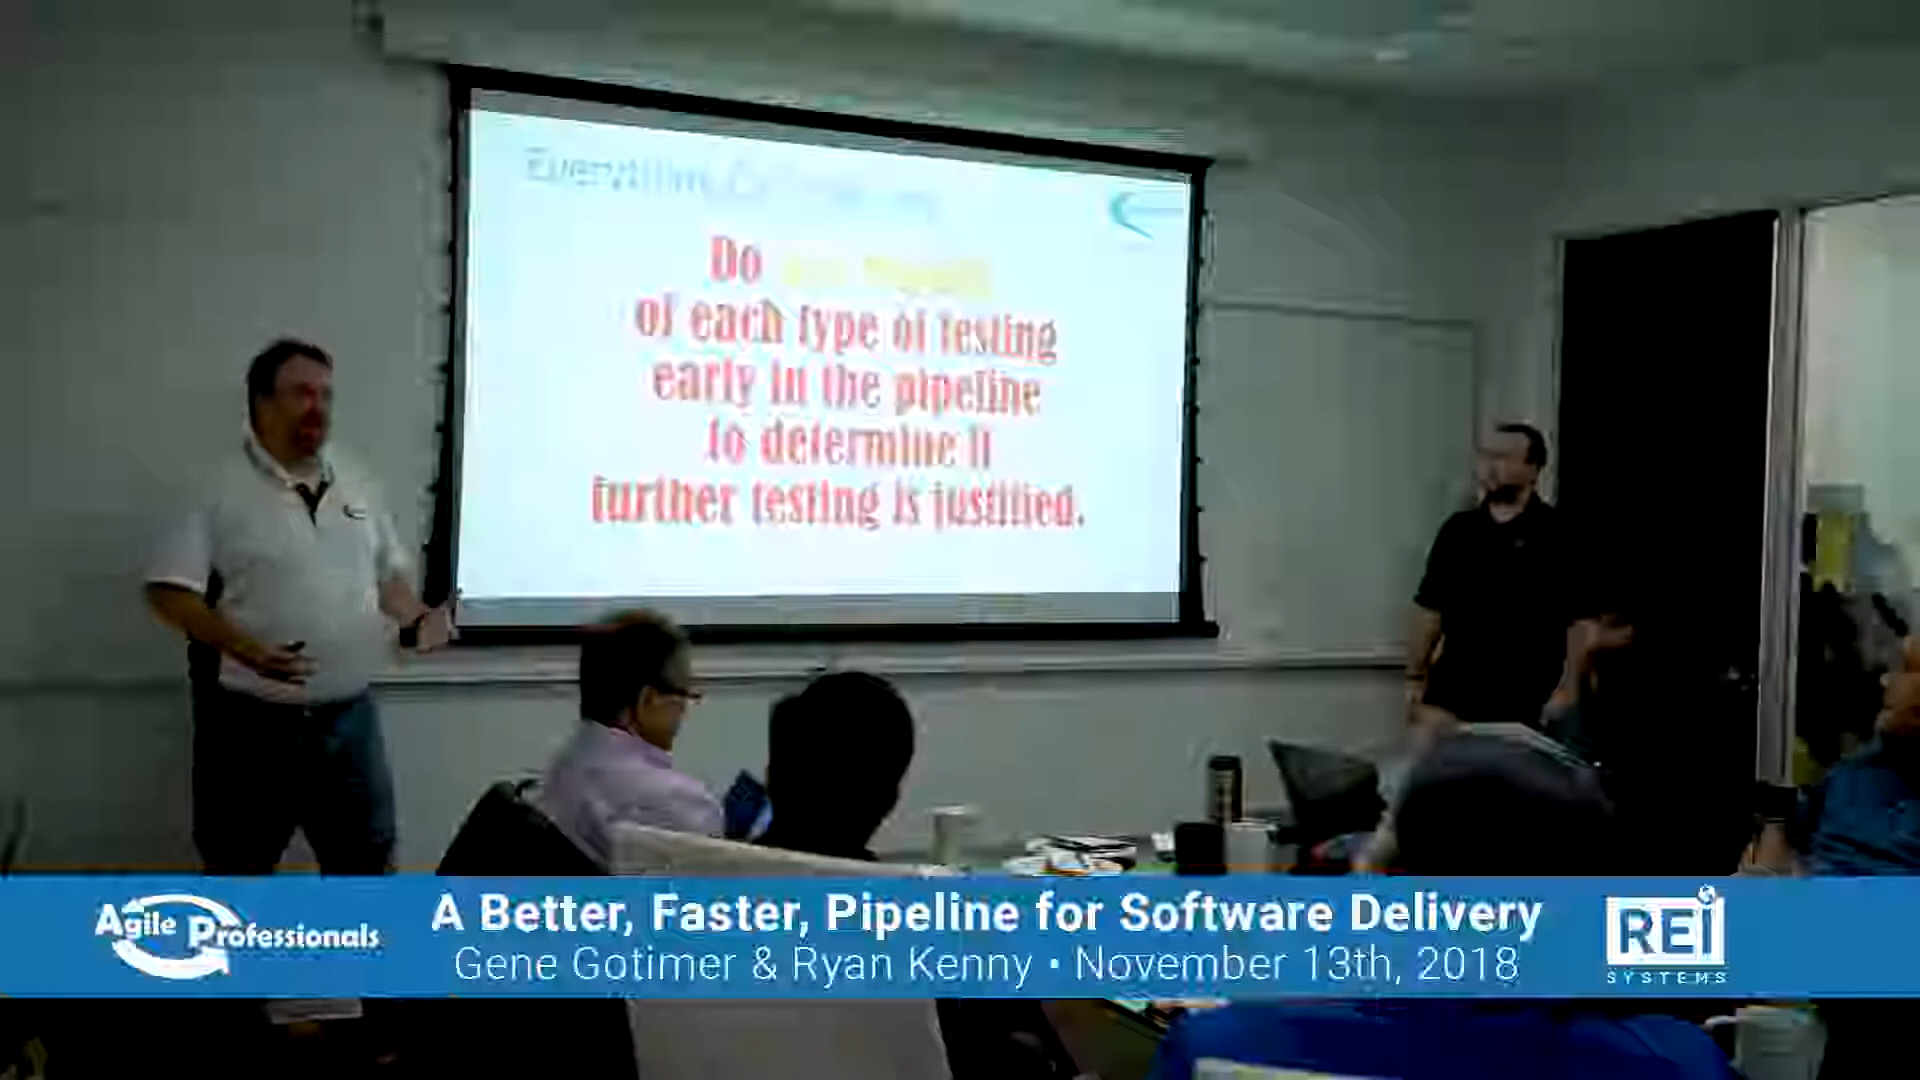 Do
of each type of testing
early in the pipeline
to determine if
further testing is justified.
Agile Professionals
A Better, Faster, Pipeline for Software Delivery
Gene Gotimer & Ryan Kenny • November 13th, 2018
REI
SYSTEMS